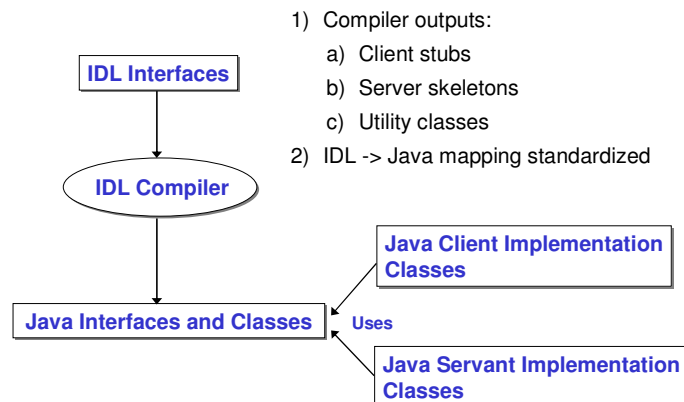 1) Compiler outputs:
a) Client stubs
b) Server skeletons
c) Utility classes
2) IDL -> Java mapping standardized
IDL Interfaces
IDL Compiler
Java Interfaces and Classes
Uses
Java Client Implementation
Classes
Java Servant Implementation
Classes